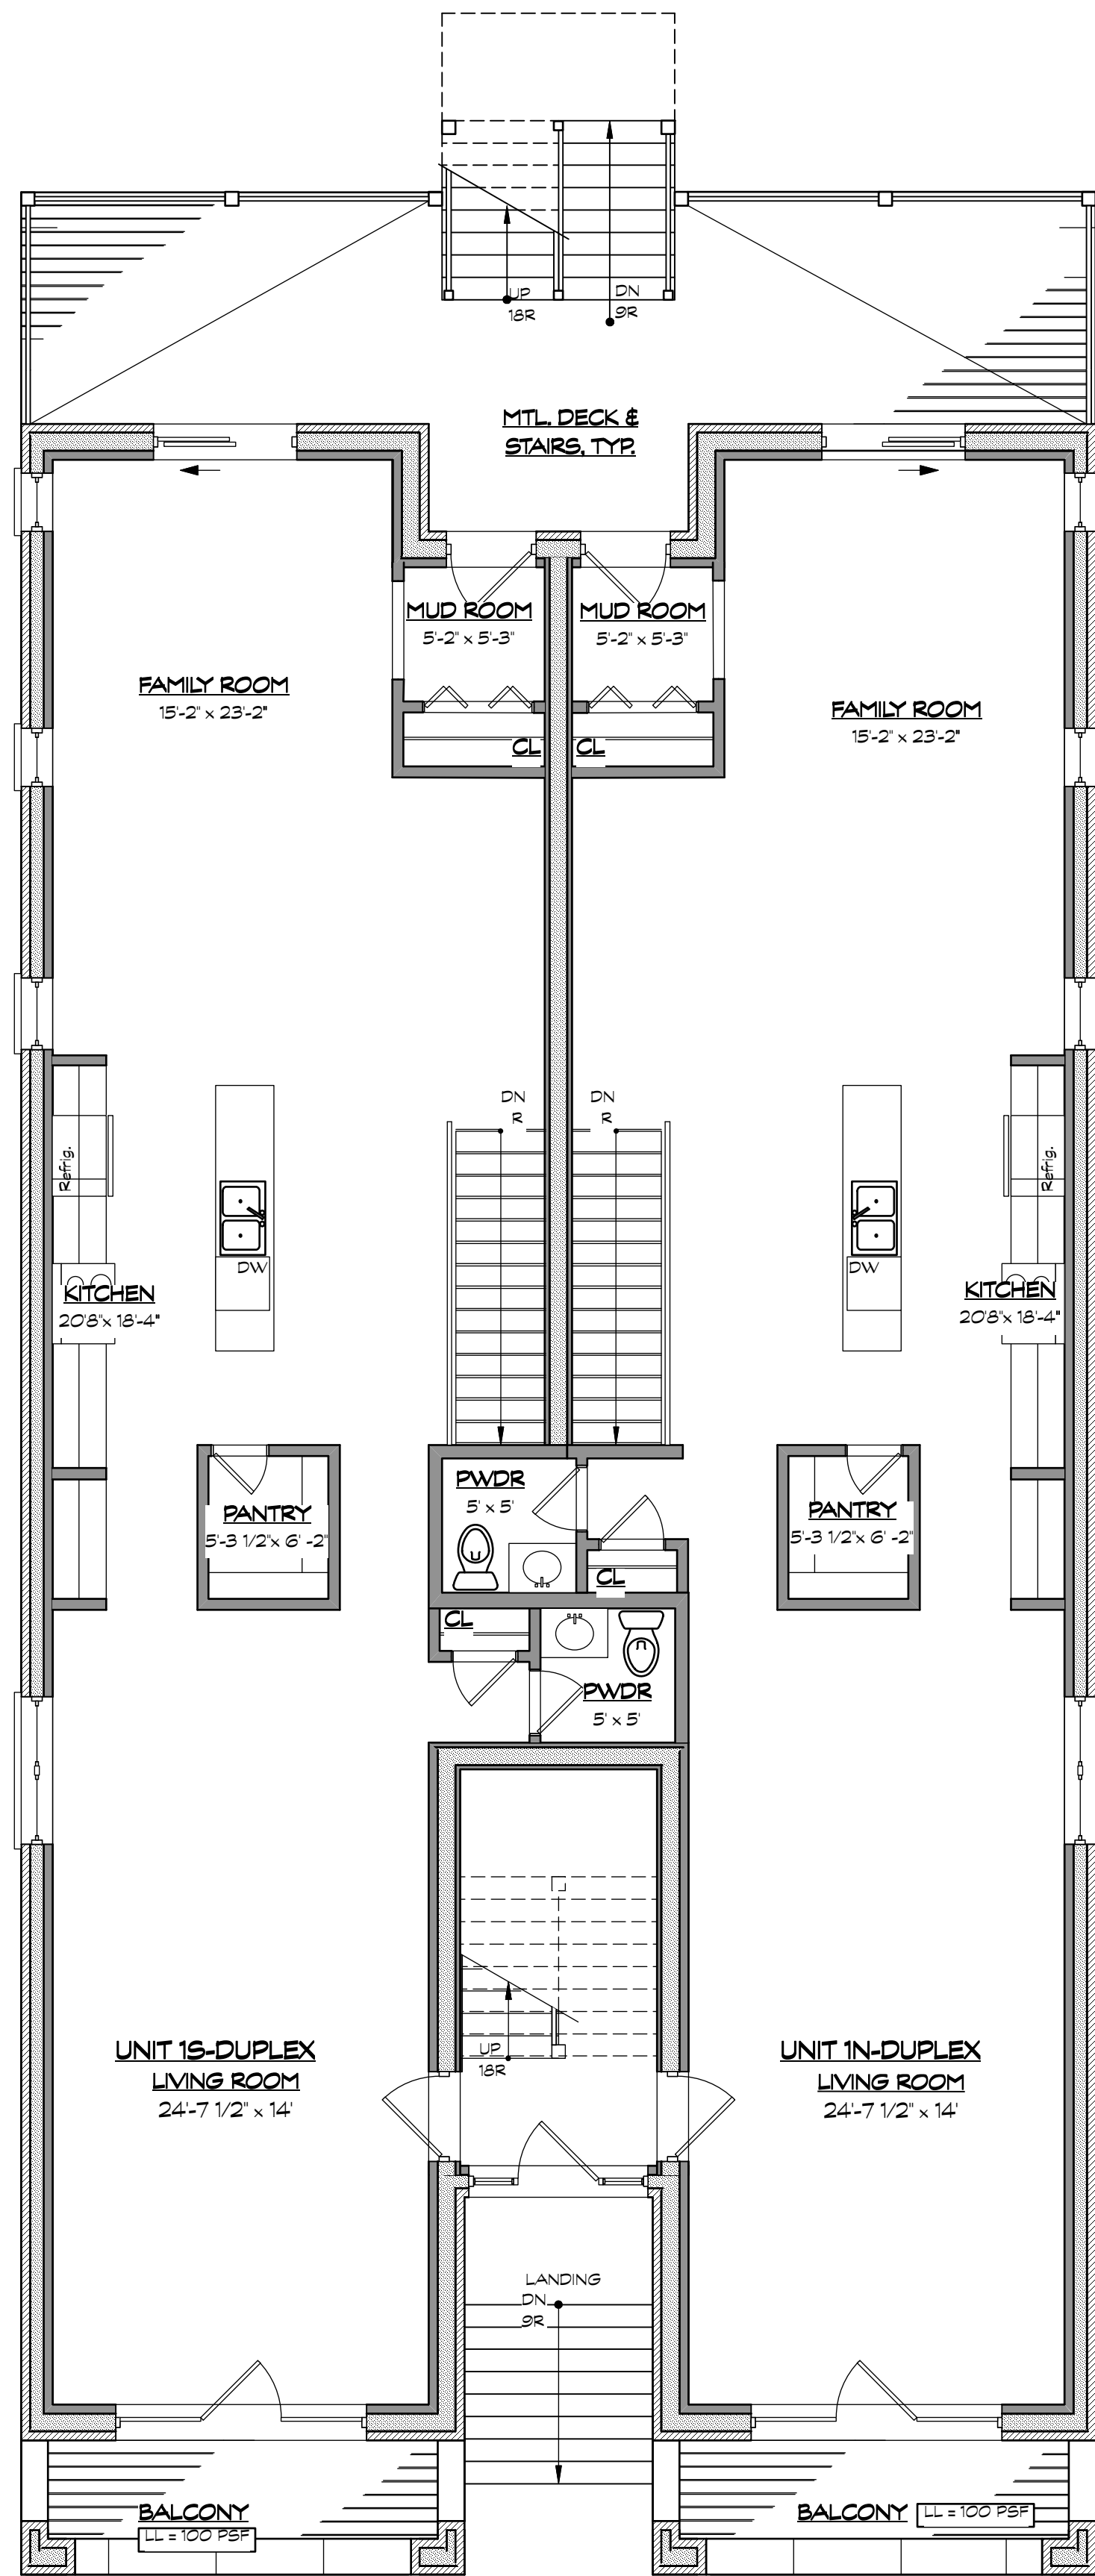 UP
18R
DN
9R
MTL. DECK &
STAIRS, TYP.
MUD ROOM
5'-2" x 5'-3"
MUD ROOM
5'-2" x 5'-3"
FAMILY ROOM
15'-2" x 23'-2"
FAMILY ROOM
15'-2" x 23'-2"
CL
CL
DN
R
DN
R
Refrig.
Refrig.
DW
DW
KITCHEN
20'8"x 18'-4"
KITCHEN
20'8"x 18'-4"
PWDR
5' x 5'
PANTRY
5'-3 1/2"x 6' -2"
PANTRY
5'-3 1/2"x 6' -2"
CL
CL
PWDR
5' x 5'
UNIT 1S-DUPLEX
LIVING ROOM
24'-7 1/2" x 14'
UP
18R
UNIT 1N-DUPLEX
LIVING ROOM
24'-7 1/2" x 14'
LANDING
DN
9R
BALCONY
LL = 100 PSF
BALCONY
LL = 100 PSF